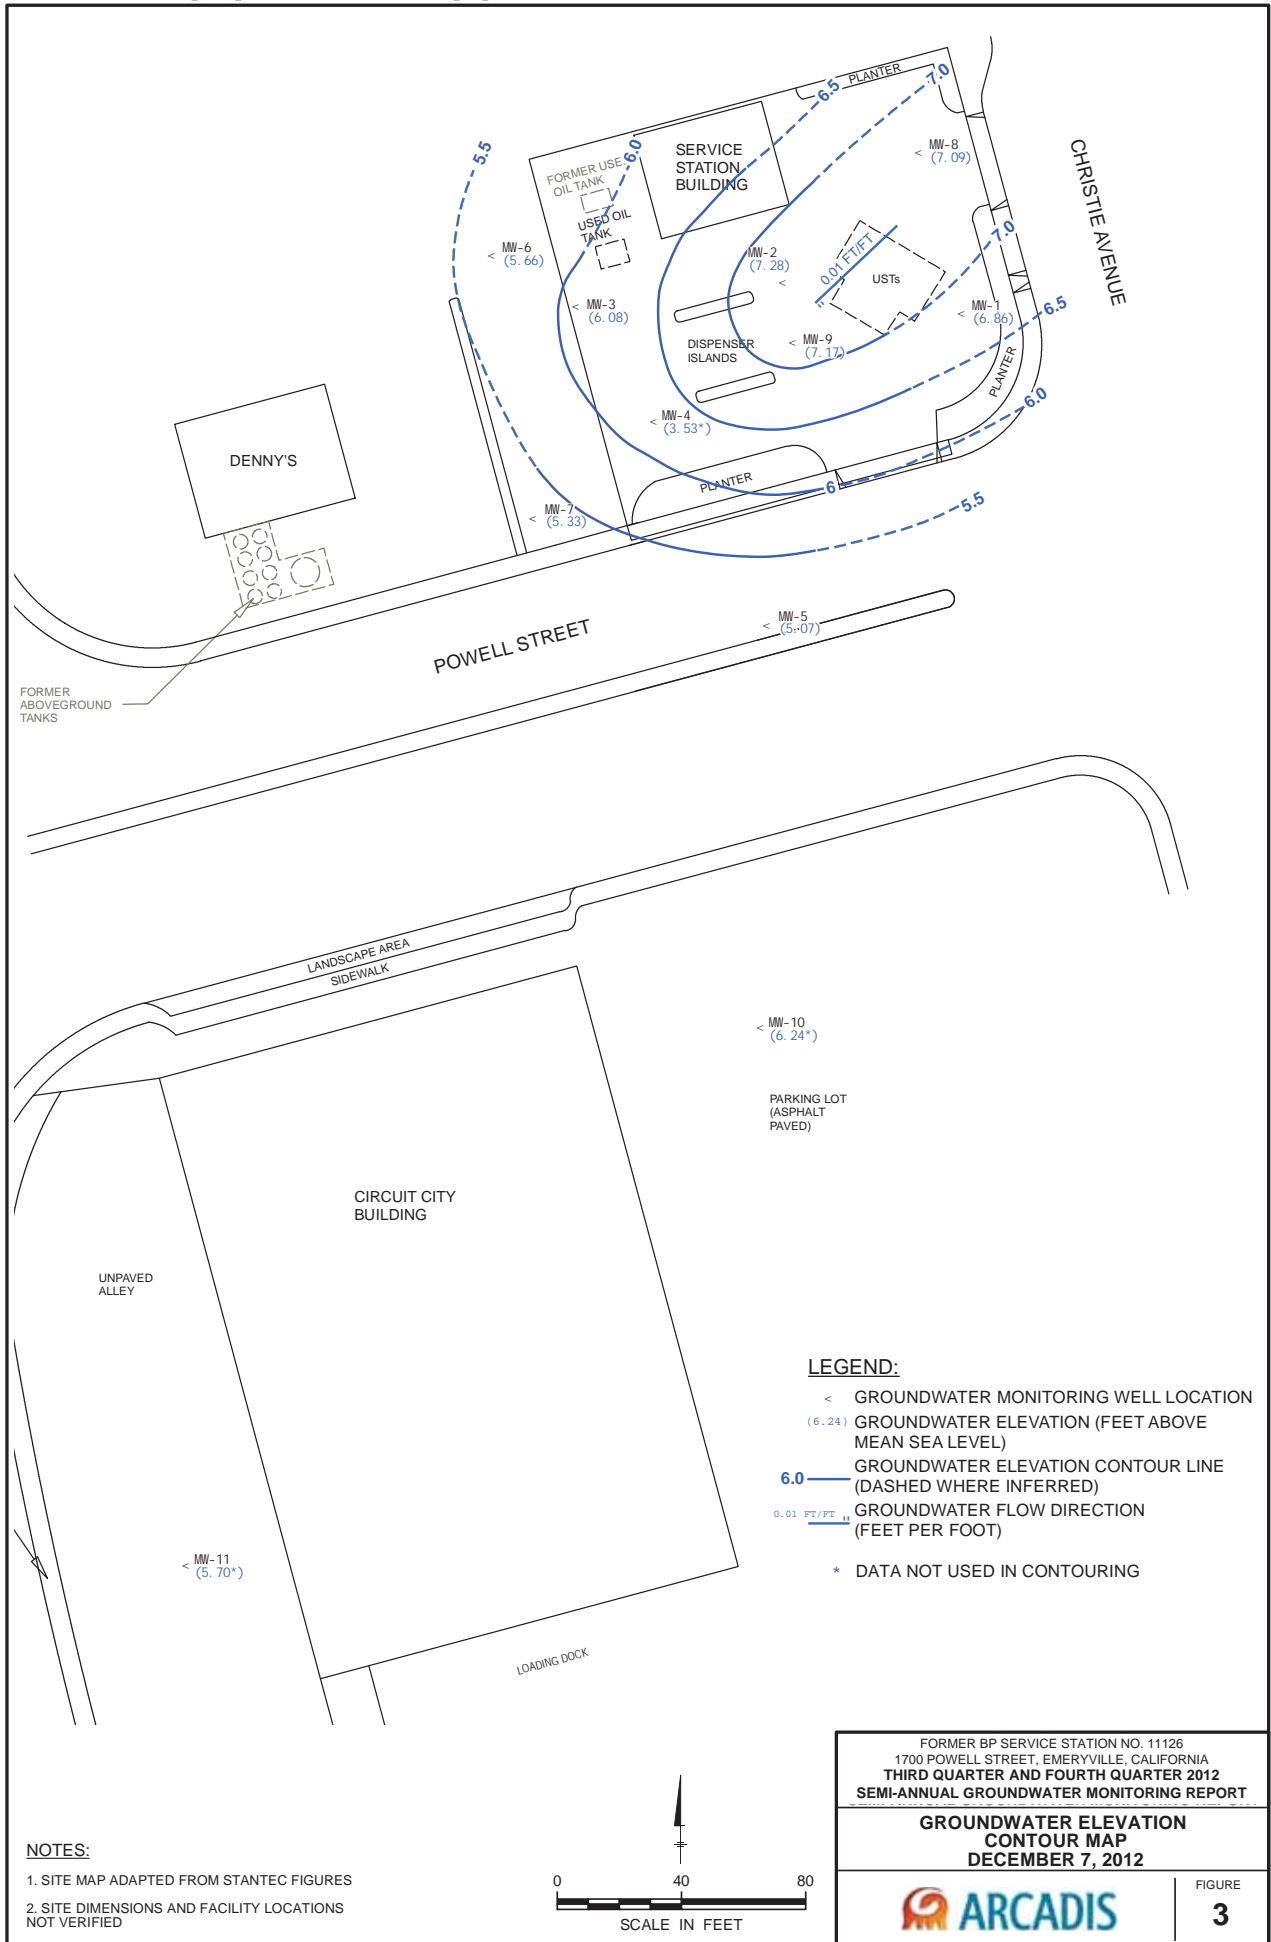 PLANTER
7.0
6.5
5.5
6.0
SERVICE
STATION
BUILDING
MW-8
(7.09)
CHRISTIE AVENUE
FORMER USE
OIL TANK
USED OIL
TANK
7.0
MW-6
(5.66)
MW-2
(7.28)
0.01 FT/FT
USTs
MW-3
(6.08)
MW-1
(6.86)
6.5
DISPENSER
ISLANDS
MW-9
(7.17)
PLANTER
6.0
MW-4
(3.53*)
DENNY'S
PLANTER
6
5.5
MW-7
(5.33)
MW-5
(5.07)
POWELL STREET
FORMER
ABOVEGROUND
TANKS
LANDSCAPE AREA
SIDEWALK
MW-10
(6.24*)
PARKING LOT
(ASPHALT
PAVED)
CIRCUIT CITY
BUILDING
UNPAVED
ALLEY
MW-11
(5.70*)
LOADING DOCK
LEGEND:
< GROUNDWATER MONITORING WELL LOCATION
(6.24) GROUNDWATER ELEVATION (FEET ABOVE
MEAN SEA LEVEL)
6.0 GROUNDWATER ELEVATION CONTOUR LINE
(DASHED WHERE INFERRED)
0.01 FT/FT GROUNDWATER FLOW DIRECTION
(FEET PER FOOT)
* DATA NOT USED IN CONTOURING
NOTES:
1. SITE MAP ADAPTED FROM STANTEC FIGURES
2. SITE DIMENSIONS AND FACILITY LOCATIONS
NOT VERIFIED
0 40 80
SCALE IN FEET
FORMER BP SERVICE STATION NO. 11126
1700 POWELL STREET, EMERYVILLE, CALIFORNIA
THIRD QUARTER AND FOURTH QUARTER 2012
SEMI-ANNUAL GROUNDWATER MONITORING REPORT
GROUNDWATER ELEVATION
CONTOUR MAP
DECEMBER 7, 2012
ARCADIS
FIGURE
3